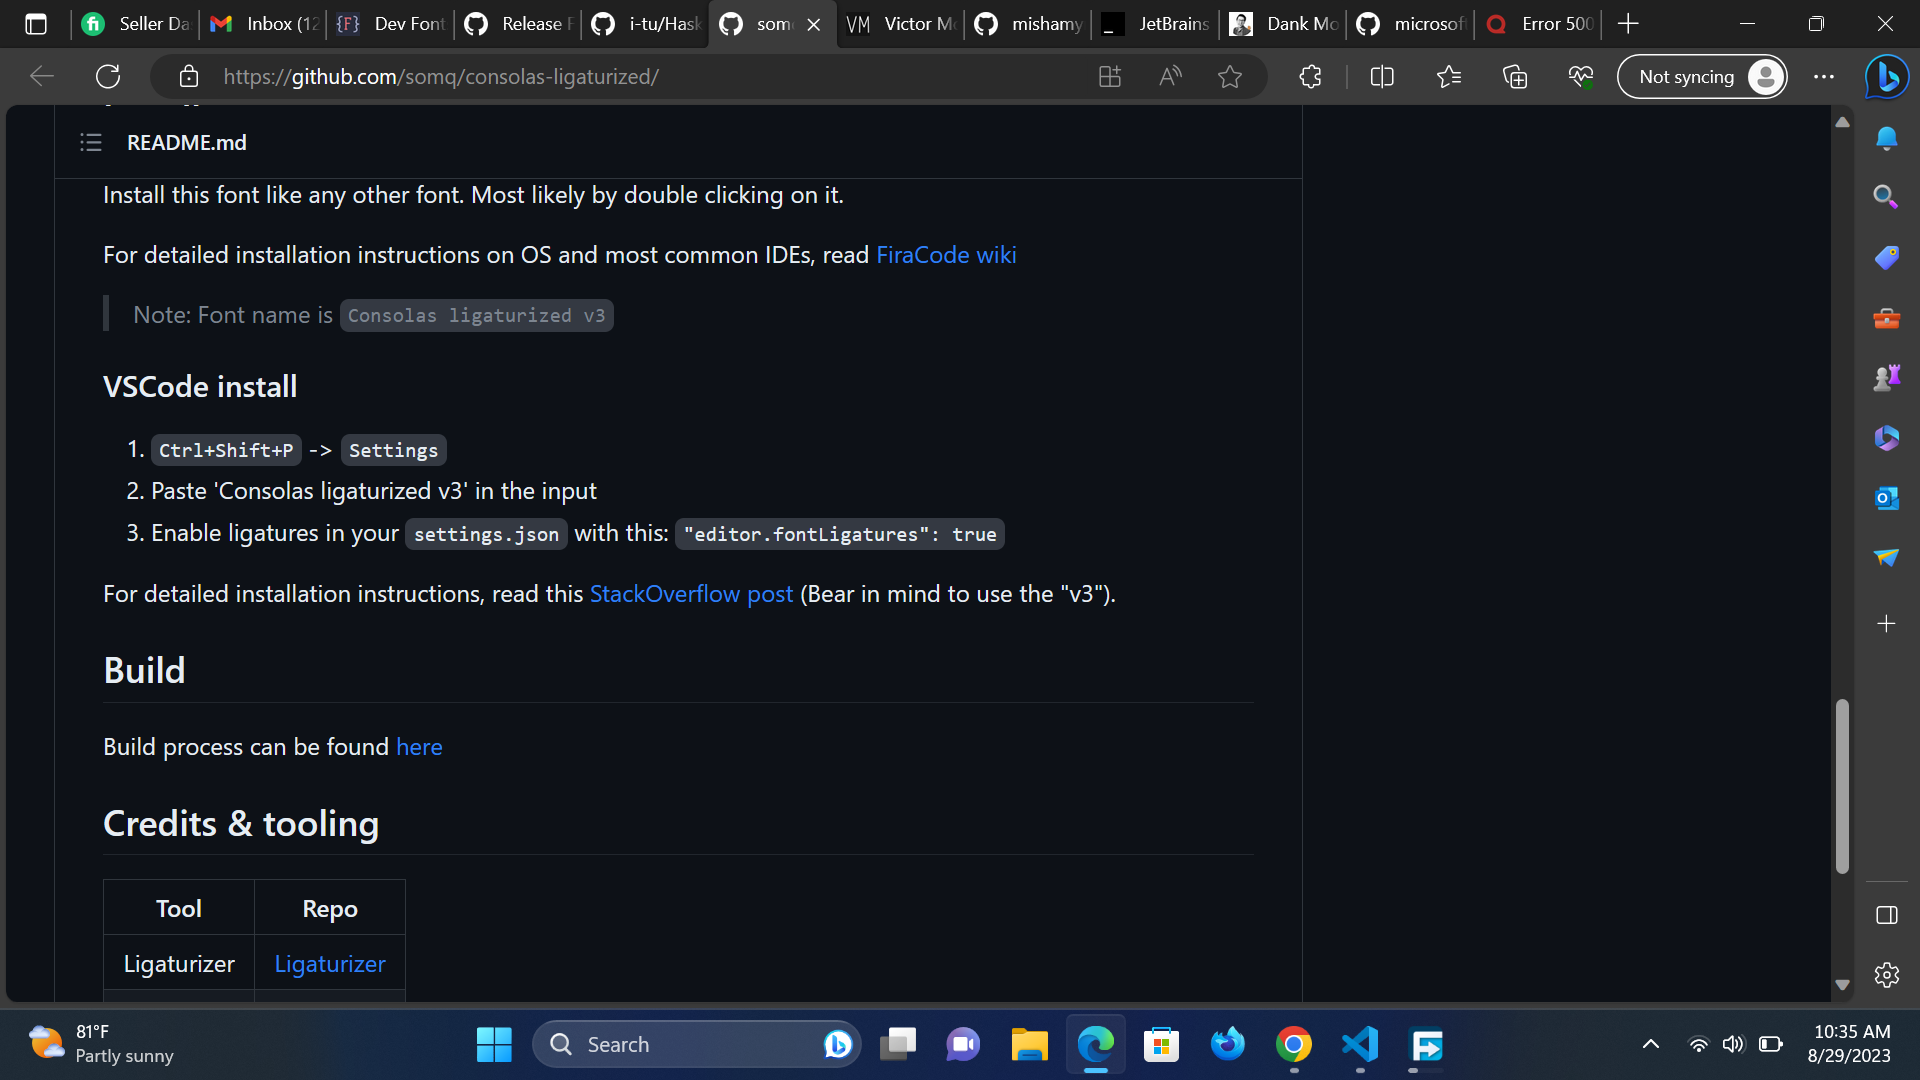 Seller Da
Inbox (12
{F} Dev Font
Release F
i-tu/Hask
som
VM Victor Mo
mishamy
JetBrains
Dank Mo
microsoft
Error 500
https://github.com/somq/consolas-ligaturized/
Not syncing
README.md
Install this font like any other font. Most likely by double clicking on it.
For detailed installation instructions on OS and most common IDEs, read FiraCode wiki
Note: Font name is Consolas ligaturized v3
VSCode install
1. Ctrl+Shift+P -> Settings
2. Paste 'Consolas ligaturized v3' in the input
3. Enable ligatures in your settings.json with this: "editor.fontLigatures": true
For detailed installation instructions, read this StackOverflow post (Bear in mind to use the "v3").
Build
Build process can be found here
Credits & tooling
Tool Repo
Ligaturizer Ligaturizer
81°F
Partly sunny
Search
10:35 AM
8/29/2023